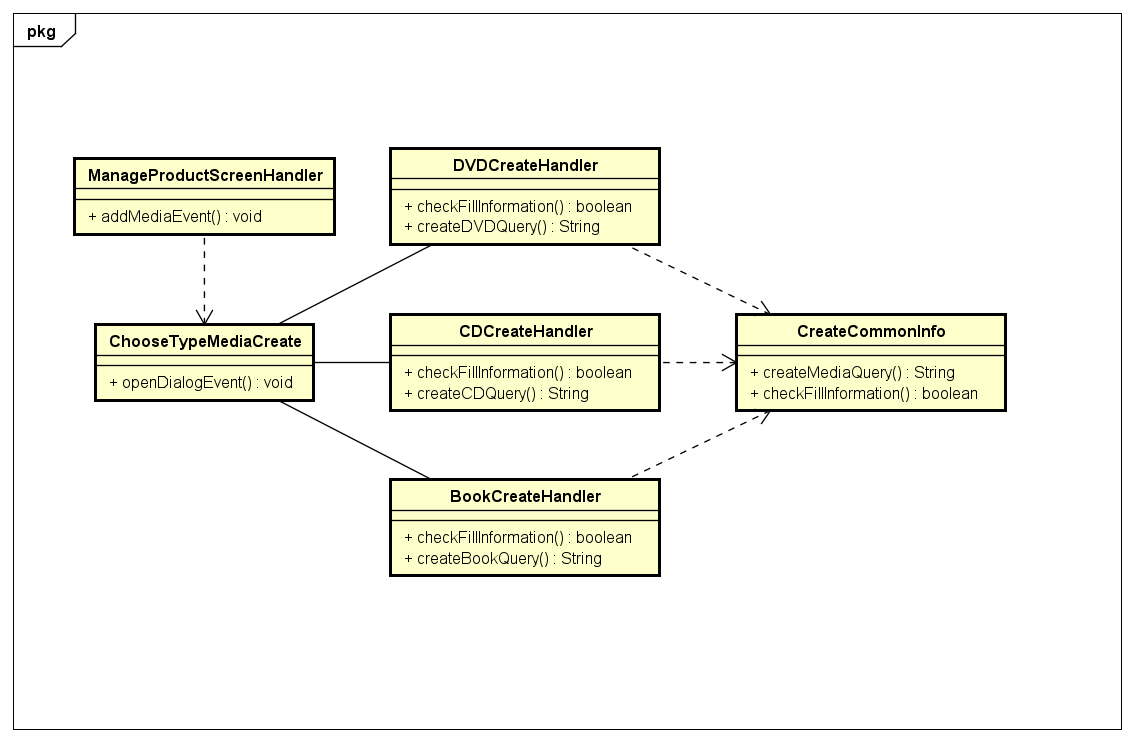 pkg
ManageProductScreenHandler
+ addMediaEvent() : void
DVDCreateHandler
+ checkFillInformation() : boolean
+ createDVDQuery() : String
ChooseTypeMediaCreate
+ openDialogEvent() : void
CDCreateHandler
+ checkFillInformation() : boolean
+ createCDQuery() : String
CreateCommonInfo
+ createMediaQuery() : String
+ checkFillInformation() : boolean
BookCreateHandler
+ checkFillInformation() : boolean
+ createBookQuery() : String